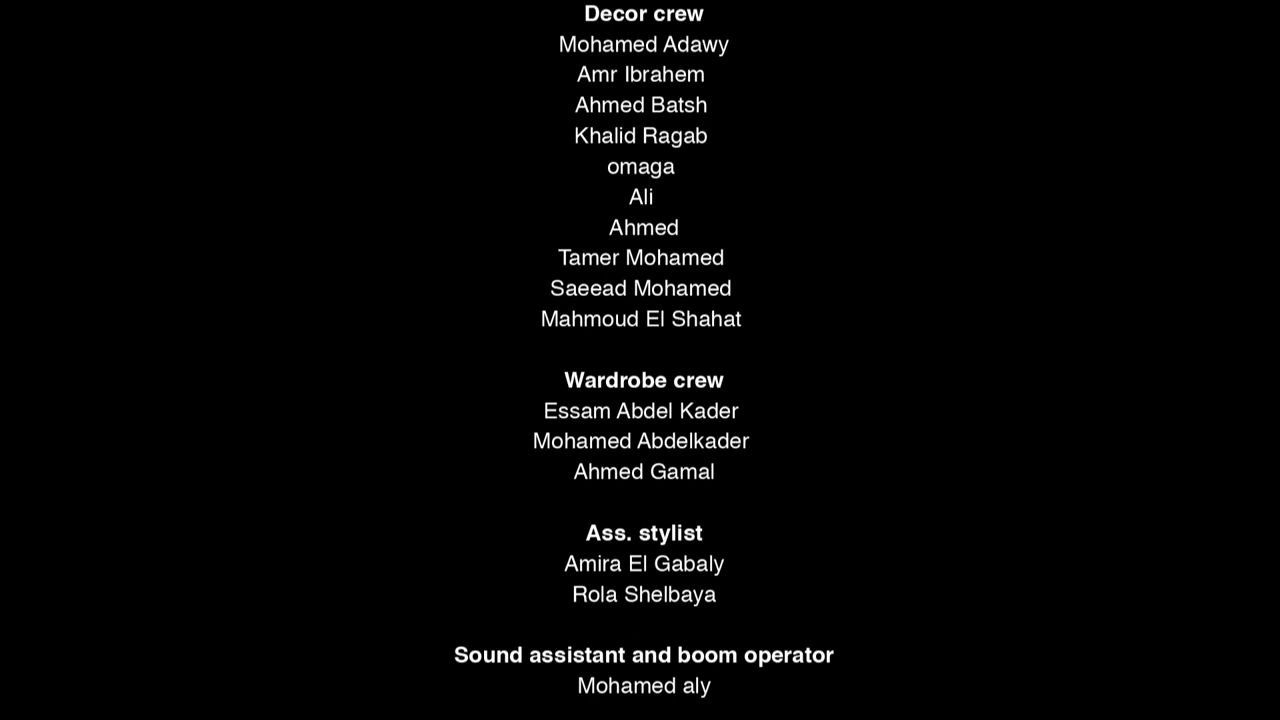 Decor crew
Mohamed Adawy
Amr Ibrahem
Ahmed Batsh
Khalid Ragab
omaga
Ali
Ahmed
Tamer Mohamed
Saeead Mohamed
Mahmoud El Shahat
Wardrobe crew
Essam Abdel Kader
Mohamed Abdelkader
Ahmed Gamal
Ass. stylist
Amira El Gabaly
Rola Shelbaya
Sound assistant and boom operator
Mohamed aly